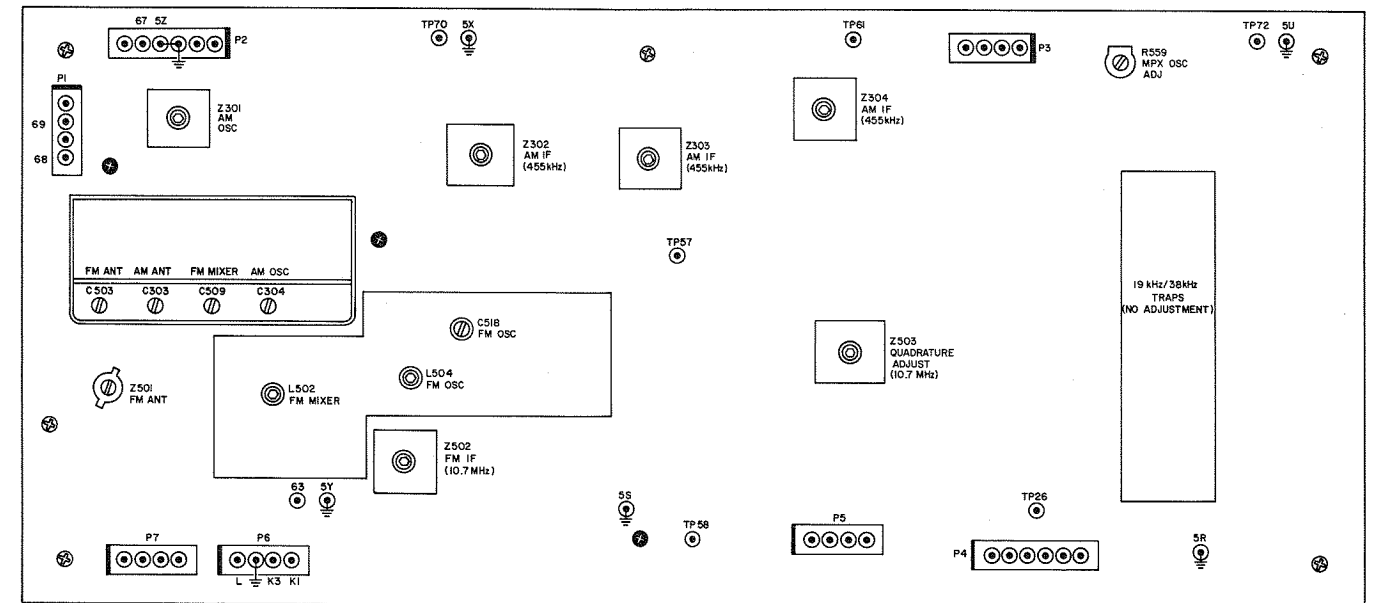 67 5Z
P2
TP70 5X
TP61
P3
TP72 5U
R559
MPX OSC
ADJ
P1
69
68
Z301
AM
OSC
Z302
AM IF
(455kHz)
Z303
AM IF
(455kHz)
Z304
AM IF
(455kHz)
TP57
FM ANT AM ANT FM MIXER AM OSC
C503 C303 C509 C304
19 kHz/38kHz
TRAPS
(NO ADJUSTMENT)
C518
FM OSC
Z503
QUADRATURE
ADJUST
(10.7 MHz)
L504
FM OSC
Z501
FM ANT
L502
FM MIXER
Z502
FM IF
(10.7MHz)
63 5Y
5S
TP58
TP26
P5
P4
5R
P7
P6
L K3 K1